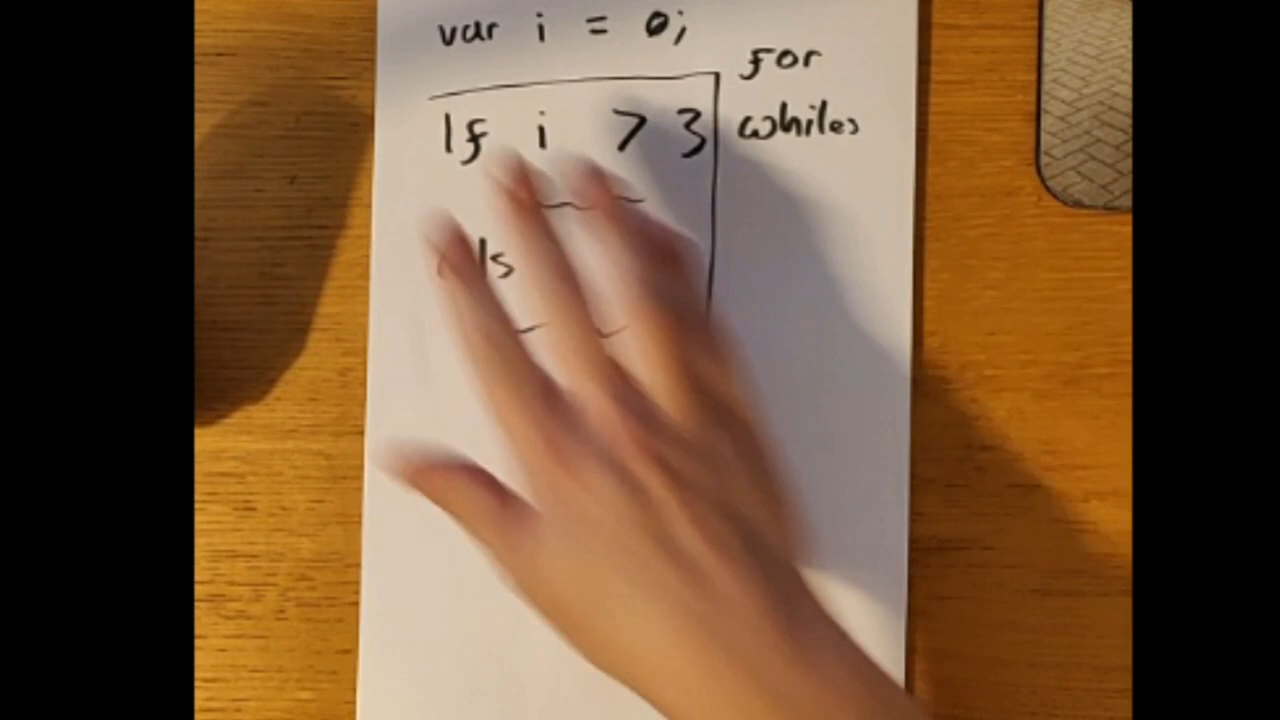 var i = 0;
for
If i > 3
whiles